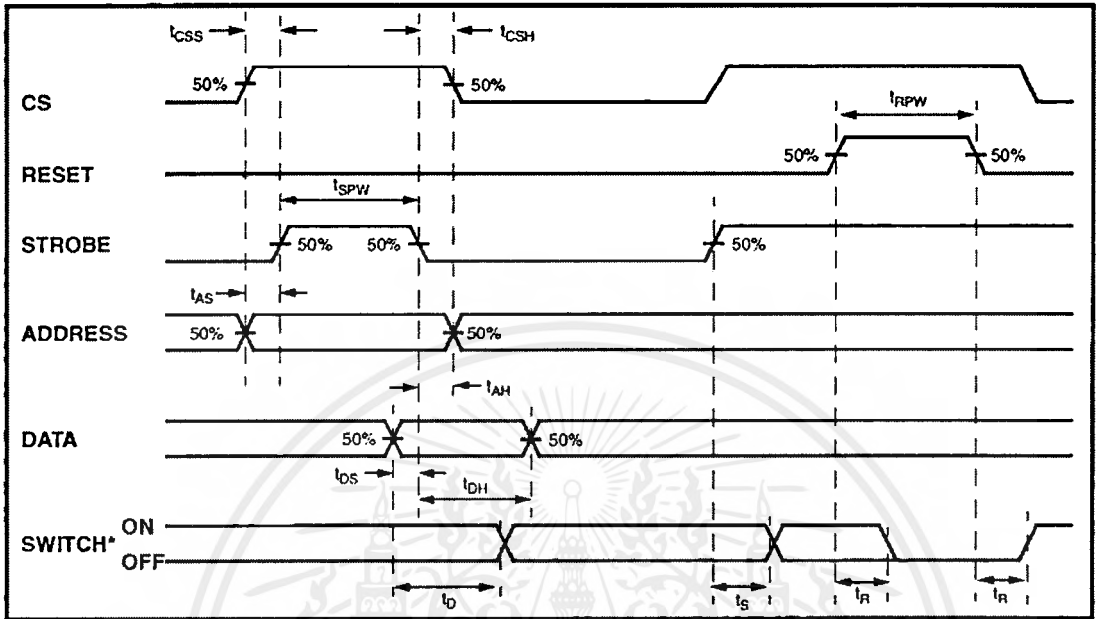 tCSS
tCSH
50%
50%
CS
tRPW
50%
50%
RESET
tSPW
STROBE
50%
50%
50%
tAS
ADDRESS
50%
50%
tAH
DATA
50%
50%
tDS
tDH
SWITCH*
ON
OFF
tD
tS
tR
tR